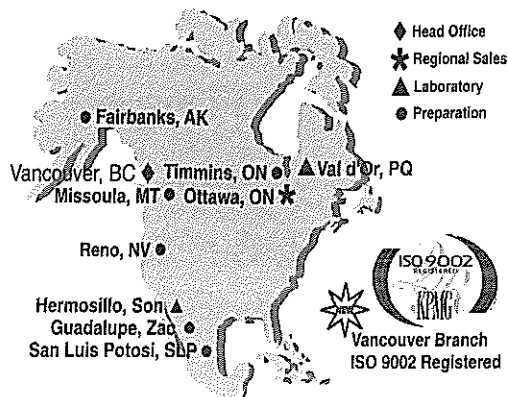 Head Office
Regional Sales
Laboratory
Preparation
Fairbanks, AK
Vancouver, BC
Timmins, ON
Val d'Or, PQ
Missoula, MT
Ottawa, ON
Reno, NV
Hermosillo, Son
Guadalupe, Zac
San Luis Potosi, SLP
ISO 9002
REGISTERED
KPMG
Vancouver Branch
ISO 9002 Registered